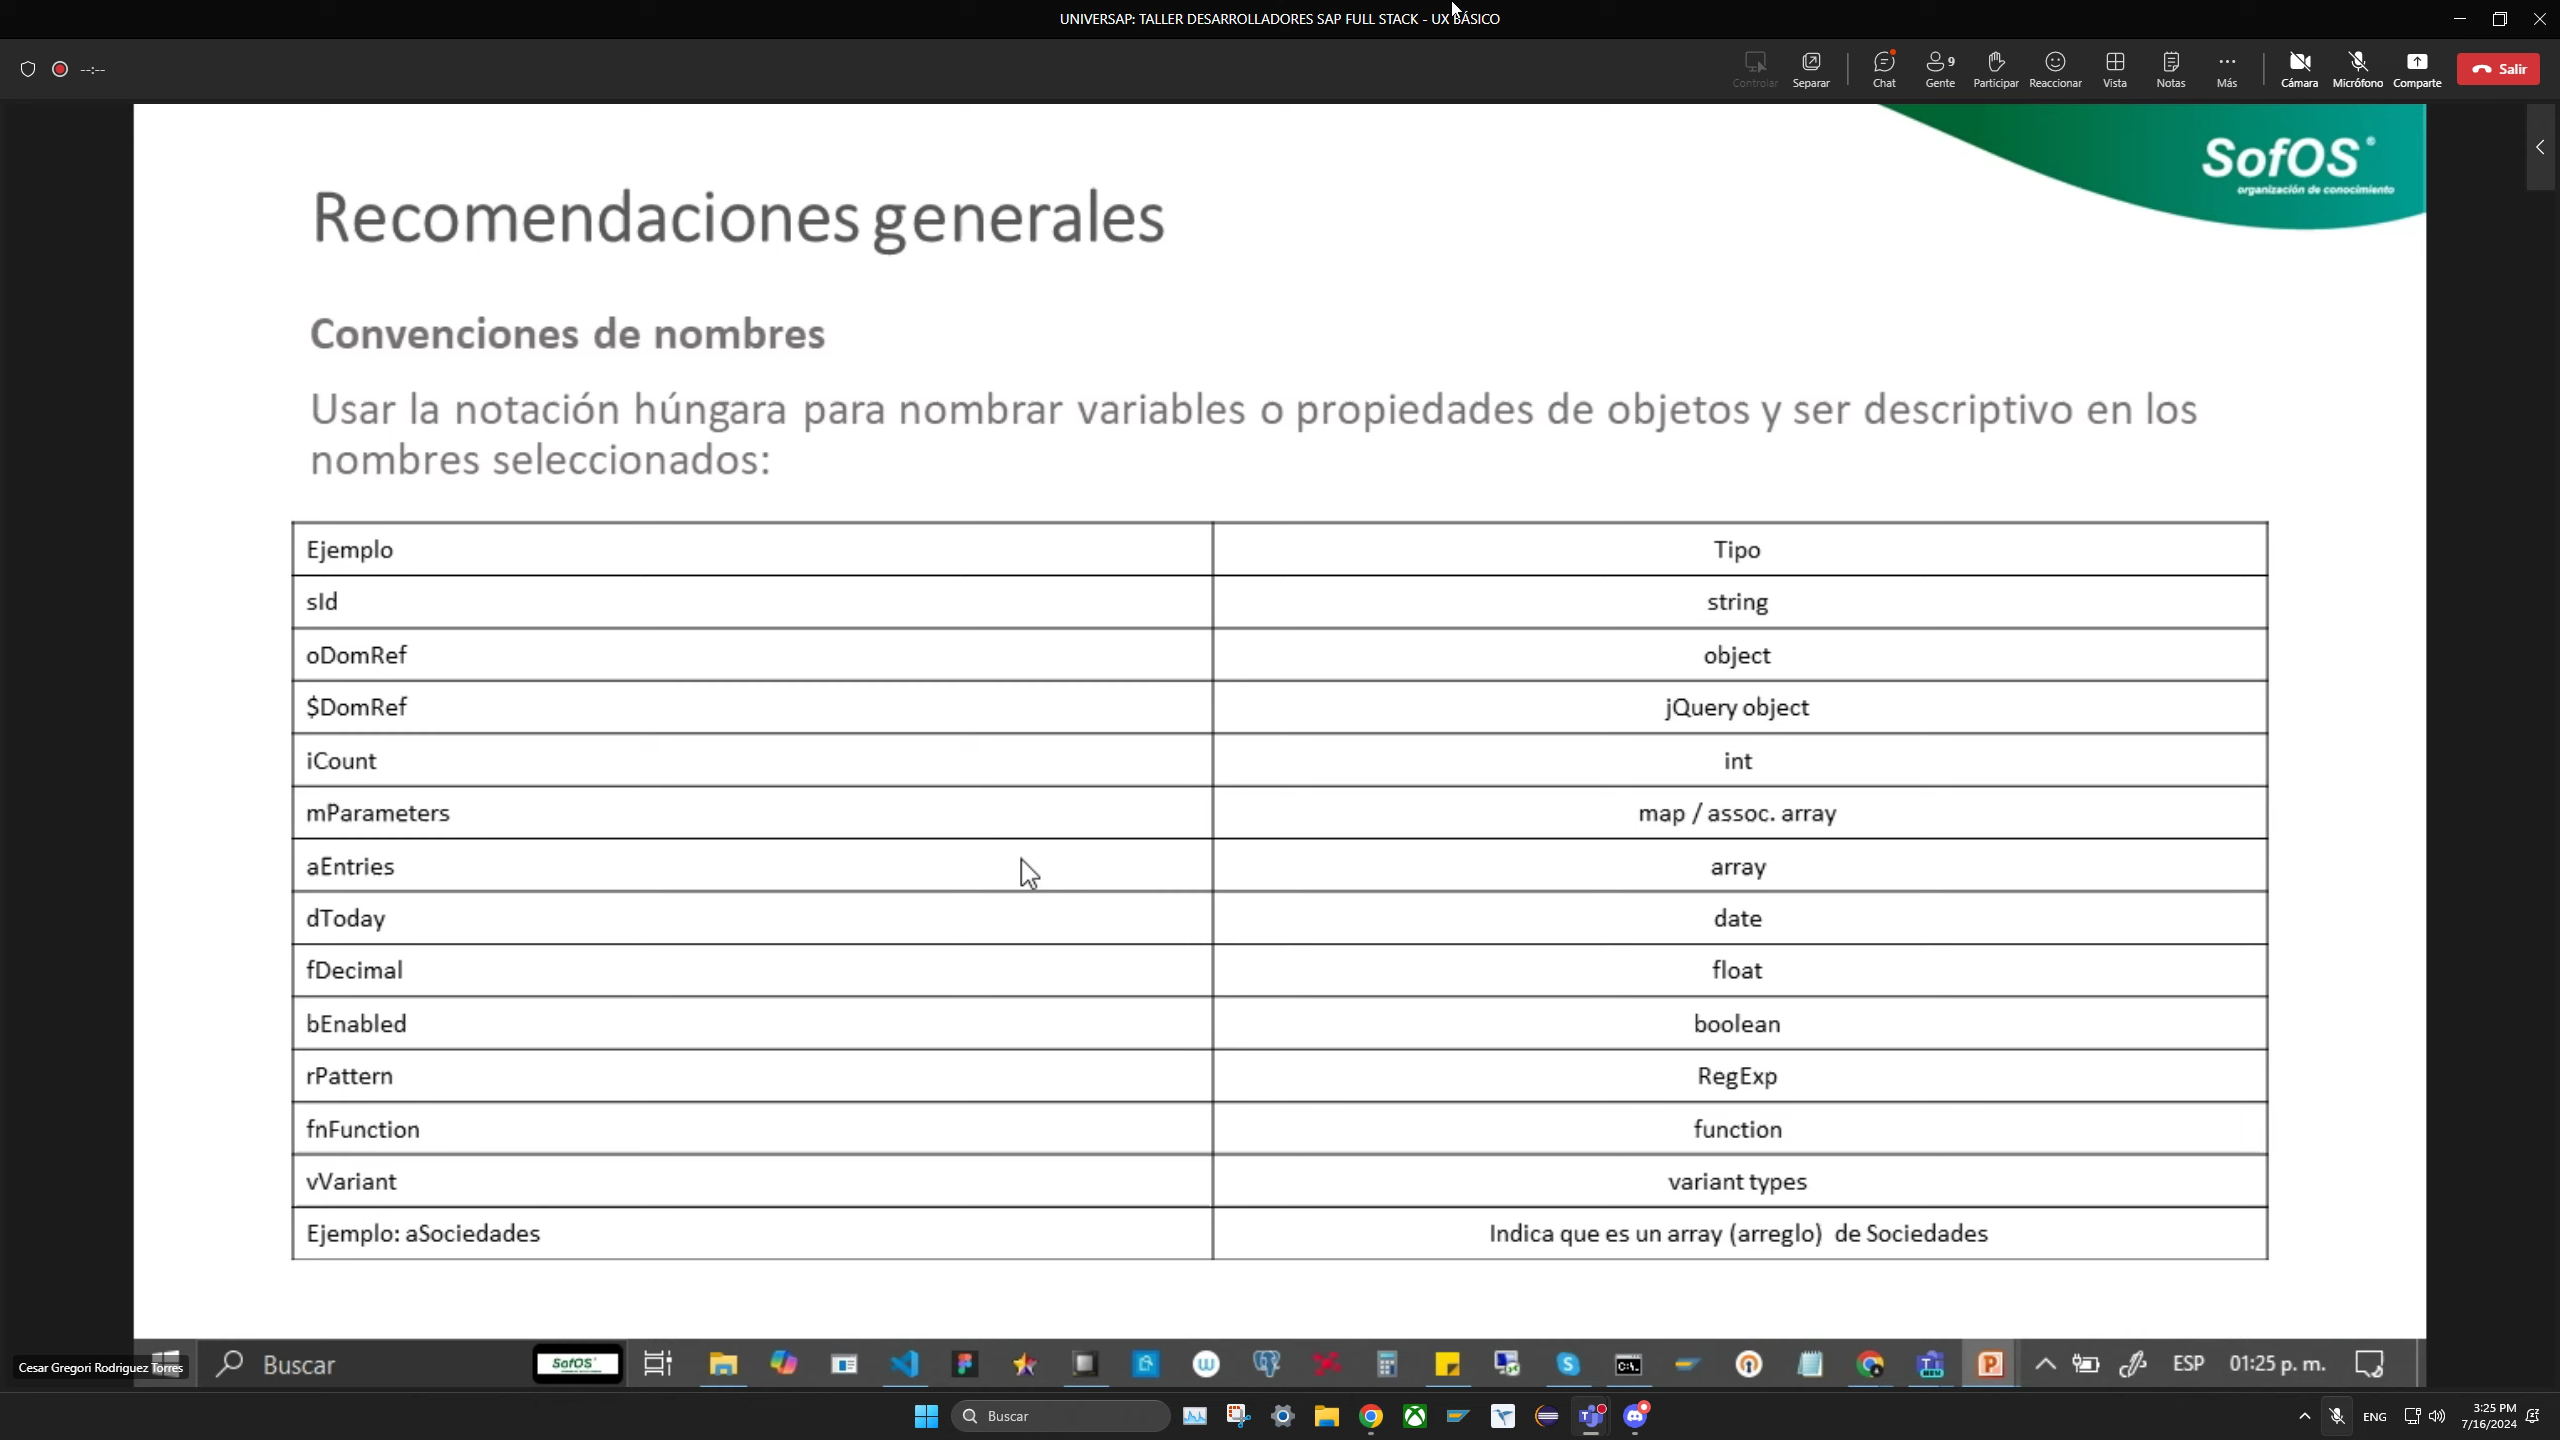 UNIVERSAP: TALLER DESARROLLADORES SAP FULL STACK - UX BÁSICO
--:--
Controlar
Separar
Chat
9
Gente
Participar
Reaccionar
Vista
Notas
Más
Cámara
Micrófono
Comparte
Salir
SofOS®
organización de conocimiento
Recomendaciones generales
Convenciones de nombres
Usar la notación húngara para nombrar variables o propiedades de objetos y ser descriptivo en los
nombres seleccionados:
Ejemplo Tipo
sId string
oDomRef object
$DomRef jQuery object
iCount int
mParameters map / assoc. array
aEntries array
dToday date
fDecimal float
bEnabled boolean
rPattern RegExp
fnFunction function
vVariant variant types
Ejemplo: aSociedades Indica que es un array (arreglo) de Sociedades
Cesar Gregori Rodriguez Torres
Buscar
SofOS
ESP
01:25 p. m.
Buscar
ENG
3:25 PM
7/16/2024